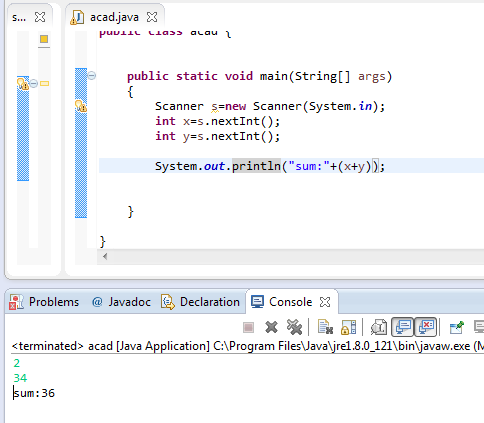 s...
acad.java
public class acad {
public static void main(String[] args)
{
Scanner s=new Scanner(System.in);
int x=s.nextInt();
int y=s.nextInt();
System.out.println("sum:"+(x+y));
}
}
Problems @ Javadoc Declaration Console
<terminated> acad [Java Application] C:\Program Files\Java\jre1.8.0_121\bin\javaw.exe (M
2
34
sum:36